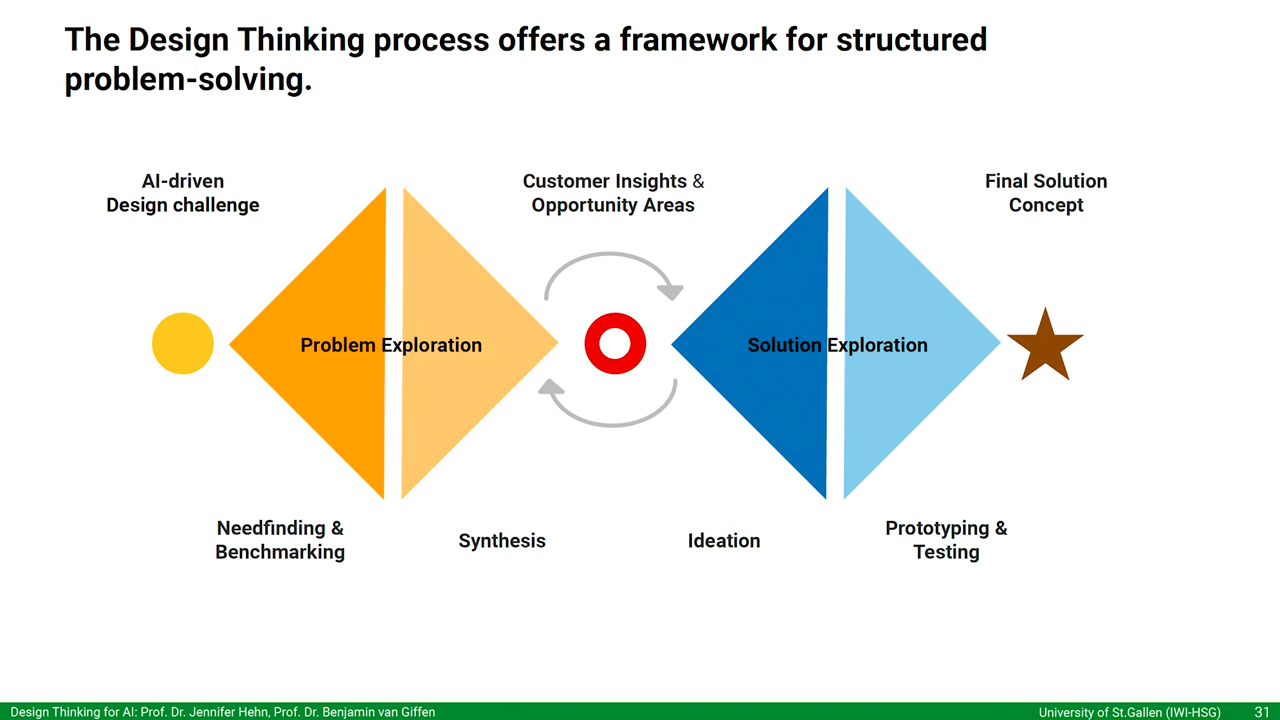 The Design Thinking process offers a framework for structured
problem-solving.
AI-driven
Design challenge
Customer Insights &
Opportunity Areas
Final Solution
Concept
Problem Exploration
Solution Exploration
Needfinding &
Benchmarking
Synthesis
Ideation
Prototyping &
Testing
Design Thinking for AI: Prof. Dr. Jennifer Hehn, Prof. Dr. Benjamin van Giffen
University of St.Gallen (IWI-HSG)
31